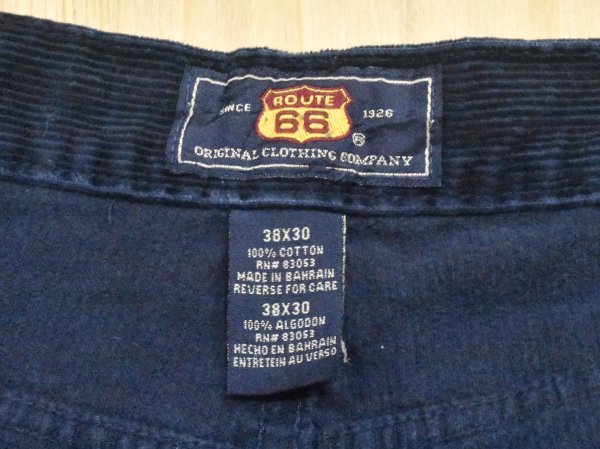 ROUTE
SINCE 66 1926
®
ORIGINAL CLOTHING COMPANY
38X30
100% COTTON
RN# 83053
MADE IN BAHRAIN
REVERSE FOR CARE
38X30
100% ALGODON
RN# 83053
HECHO EN BAHRAIN
ENTRETEIN AU VERSO